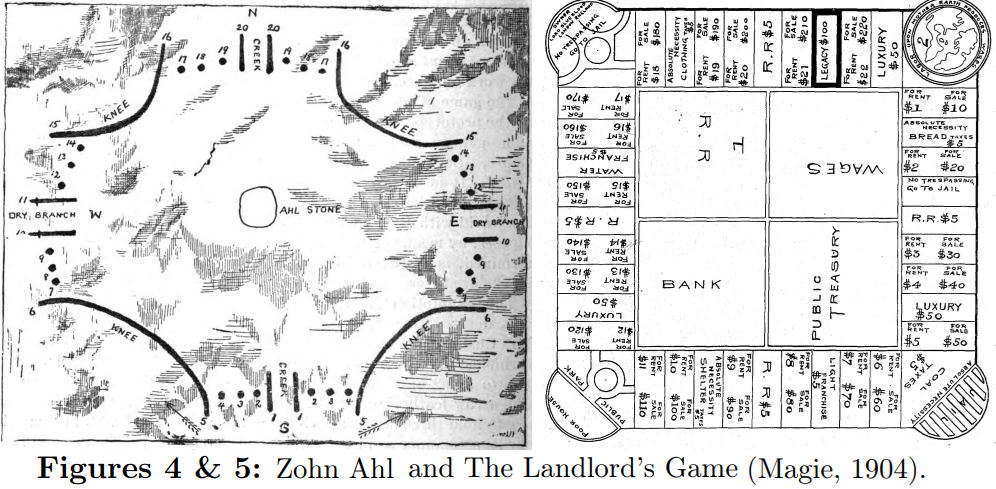 N
16
17
18
19
20
CREEK
20
19
18
17
16
15
KNEE
KNEE
15
14
13
12
11
DRY BRANCH W
10
9
8
7
6
KNEE
14
13
12
11
E DRY BRANCH
10
9
8
7
6
KNEE
AHL STONE
5
4
3
2
CREEK
1
2
3
4
5
S
NO TRESPASSING
GO TO JAIL
FOR RENT $18
FOR SALE $180
ABSOLUTE NECESSITY
CLOTHING TAXES $5
FOR RENT $19
FOR SALE $190
FOR RENT $20
FOR SALE $200
R.R $5
FOR RENT $21
FOR SALE $210
LEGACY $100
FOR RENT $22
FOR SALE $220
LUXURY $50
LABOR UPON MOTHER EARTH PRODUCES WAGES
FOR RENT $1
FOR SALE $10
ABSOLUTE NECESSITY
BREAD TAXES $5
FOR RENT $2
FOR SALE $20
NO TRESPASSING
GO TO JAIL
R.R. $5
FOR RENT $3
FOR SALE $30
FOR RENT $4
FOR SALE $40
LUXURY
$50
FOR RENT $5
FOR SALE $50
COAL TAXES $5
ABSOLUTE NECESSITY
FOR RENT $6
FOR SALE $60
FOR RENT $7
FOR SALE $70
LIGHT FRANCHISE $5
FOR RENT $8
FOR SALE $80
R.R $5
FOR RENT $9
FOR SALE $90
ABSOLUTE NECESSITY
SHELTER TAXES $5
FOR RENT $10
FOR SALE $100
FOR RENT $11
FOR SALE $110
PUBLIC PARK
POOR HOUSE
FOR RENT $12
FOR SALE $120
LUXURY
$50
FOR RENT $13
FOR SALE $130
FOR RENT $14
FOR SALE $140
R.R. $5
FOR RENT $15
FOR SALE $150
WATER
FRANCHISE
$5
FOR RENT $16
FOR SALE $160
FOR RENT $17
FOR SALE $170
R.R.
WAGES
BANK
PUBLIC
TREASURY
Figures 4 & 5: Zohn Ahl and The Landlord's Game (Magie, 1904).